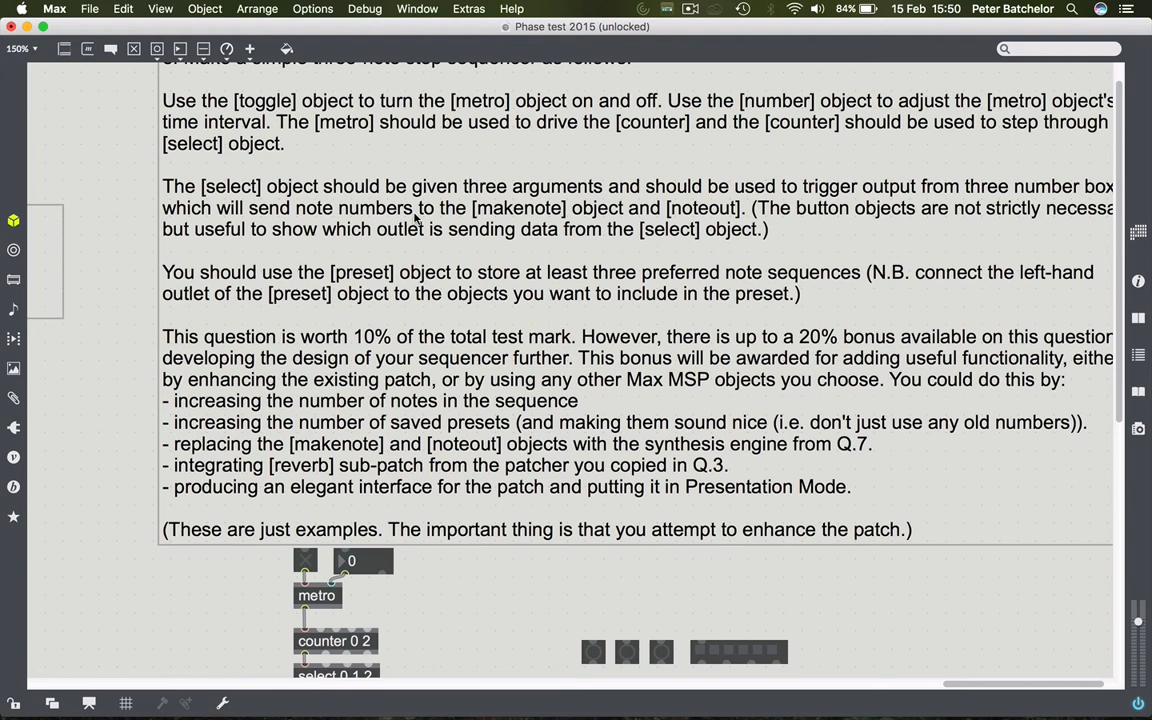 Max File Edit View Object Arrange Options Debug Window Extras Help 84% 15 Feb 15:50 Peter Batchelor
Phase test 2015 (unlocked)
150%
Use the [toggle] object to turn the [metro] object on and off. Use the [number] object to adjust the [metro] object's
time interval. The [metro] should be used to drive the [counter] and the [counter] should be used to step through
[select] object.
The [select] object should be given three arguments and should be used to trigger output from three number box
which will send note numbers to the [makenote] object and [noteout]. (The button objects are not strictly necessa
but useful to show which outlet is sending data from the [select] object.)
You should use the [preset] object to store at least three preferred note sequences (N.B. connect the left-hand
outlet of the [preset] object to the objects you want to include in the preset.)
This question is worth 10% of the total test mark. However, there is up to a 20% bonus available on this question
developing the design of your sequencer further. This bonus will be awarded for adding useful functionality, eithe
by enhancing the existing patch, or by using any other Max MSP objects you choose. You could do this by:
- increasing the number of notes in the sequence
- increasing the number of saved presets (and making them sound nice (i.e. don't just use any old numbers)).
- replacing the [makenote] and [noteout] objects with the synthesis engine from Q.7.
- integrating [reverb] sub-patch from the patcher you copied in Q.3.
- producing an elegant interface for the patch and putting it in Presentation Mode.
(These are just examples. The important thing is that you attempt to enhance the patch.)
0
metro
counter 0 2
select 0 1 2